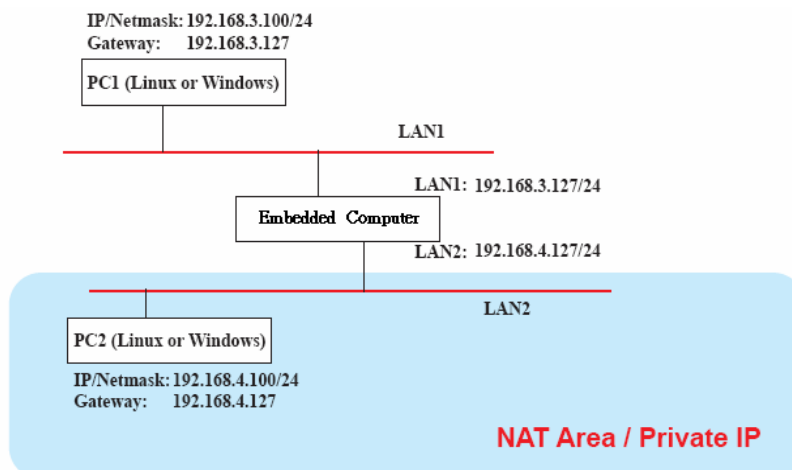 IP/Netmask: 192.168.3.100/24
Gateway: 192.168.3.127
PC1 (Linux or Windows)
LAN1
LAN1: 192.168.3.127/24
Embedded Computer
LAN2: 192.168.4.127/24
LAN2
PC2 (Linux or Windows)
IP/Netmask: 192.168.4.100/24
Gateway: 192.168.4.127
NAT Area / Private IP